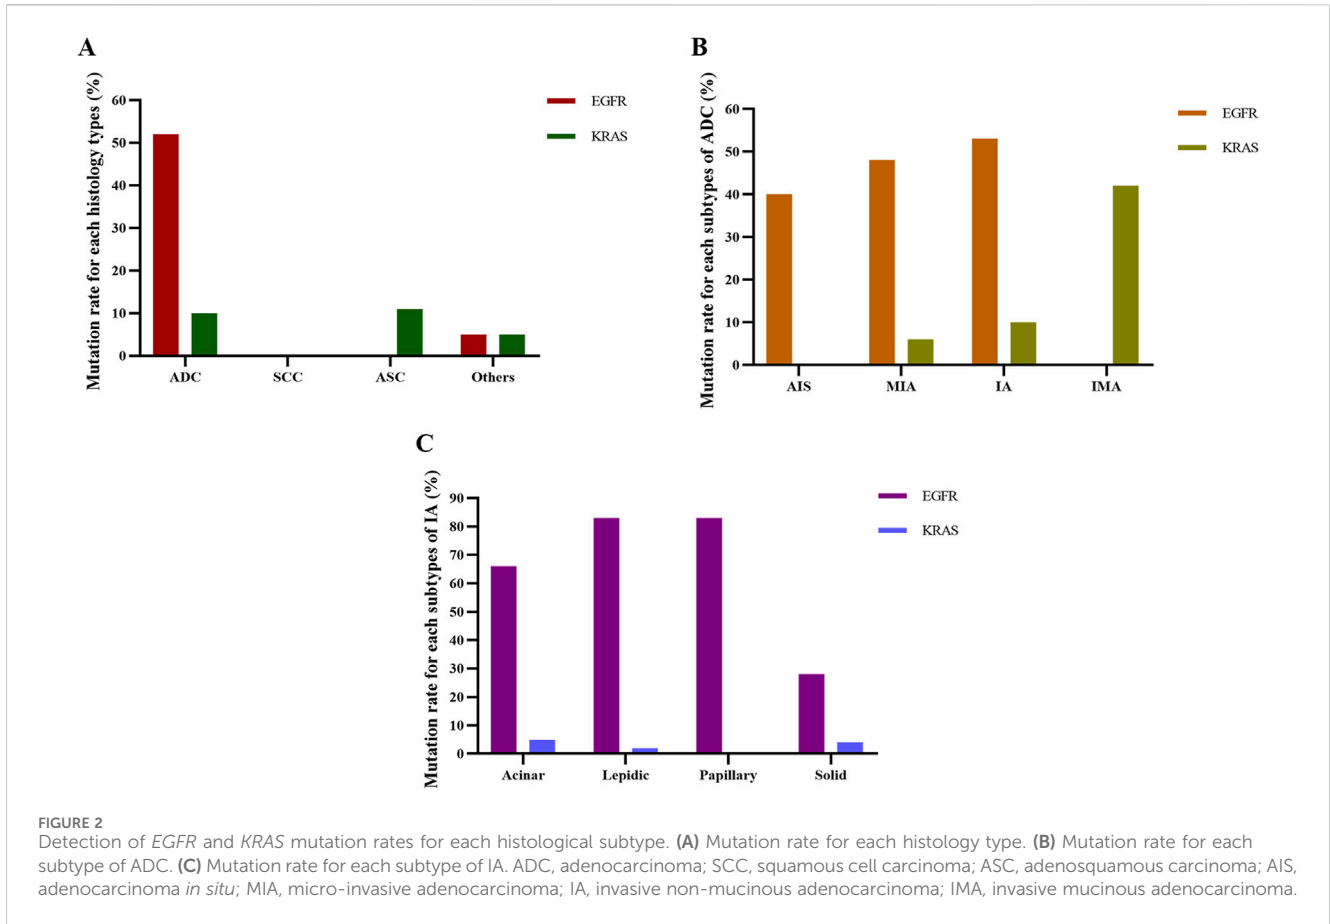 A
Mutation rate for each histology types (%)
60
50
40
30
20
10
0
ADC SCC ASC Others
EGFR
KRAS
B
Mutation rate for each subtypes of ADC (%)
60
50
40
30
20
10
0
AIS MIA IA IMA
EGFR
KRAS
C
Mutation rate for each subtypes of IA (%)
90
80
70
60
50
40
30
20
10
0
Acinar Lepidic Papillary Solid
EGFR
KRAS
FIGURE 2
Detection of EGFR and KRAS mutation rates for each histological subtype. (A) Mutation rate for each histology type. (B) Mutation rate for each
subtype of ADC. (C) Mutation rate for each subtype of IA. ADC, adenocarcinoma; SCC, squamous cell carcinoma; ASC, adenosquamous carcinoma; AIS,
adenocarcinoma in situ; MIA, micro-invasive adenocarcinoma; IA, invasive non-mucinous adenocarcinoma; IMA, invasive mucinous adenocarcinoma.